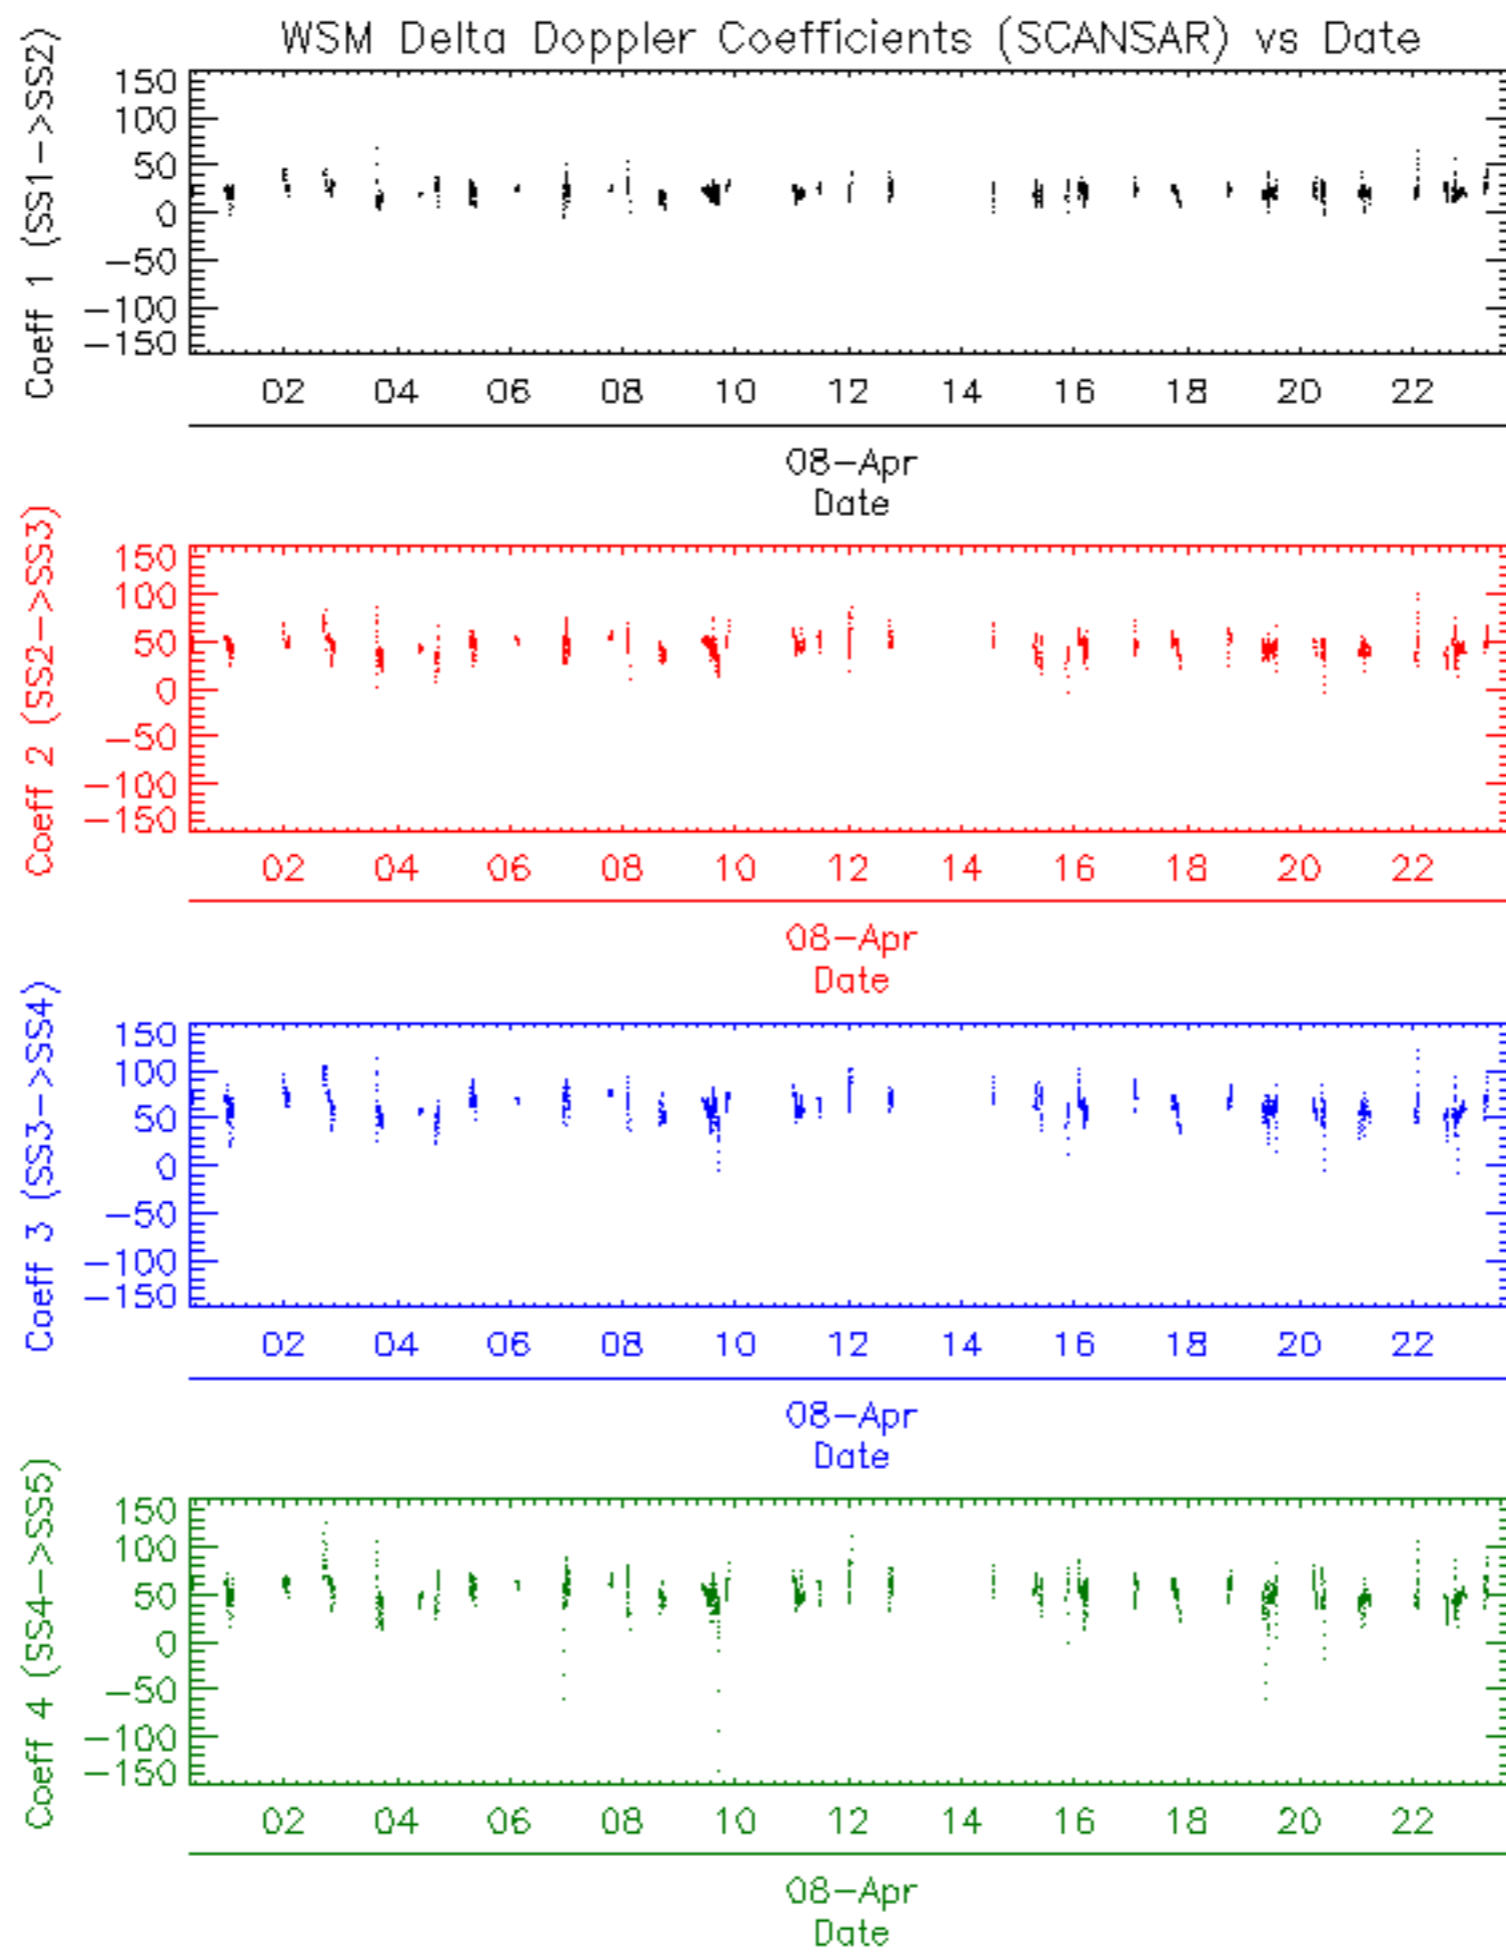 WSM Delta Doppler Coefficients (SCANSAR) vs Date
Coeff 1 (SS1->SS2)
150
100
50
0
-50
-100
-150
02 04 06 08 10 12 14 16 18 20 22
08-Apr
Date
Coeff 2 (SS2->SS3)
150
100
50
0
-50
-100
-150
02 04 06 08 10 12 14 16 18 20 22
08-Apr
Date
Coeff 3 (SS3->SS4)
150
100
50
0
-50
-100
-150
02 04 06 08 10 12 14 16 18 20 22
08-Apr
Date
Coeff 4 (SS4->SS5)
150
100
50
0
-50
-100
-150
02 04 06 08 10 12 14 16 18 20 22
08-Apr
Date